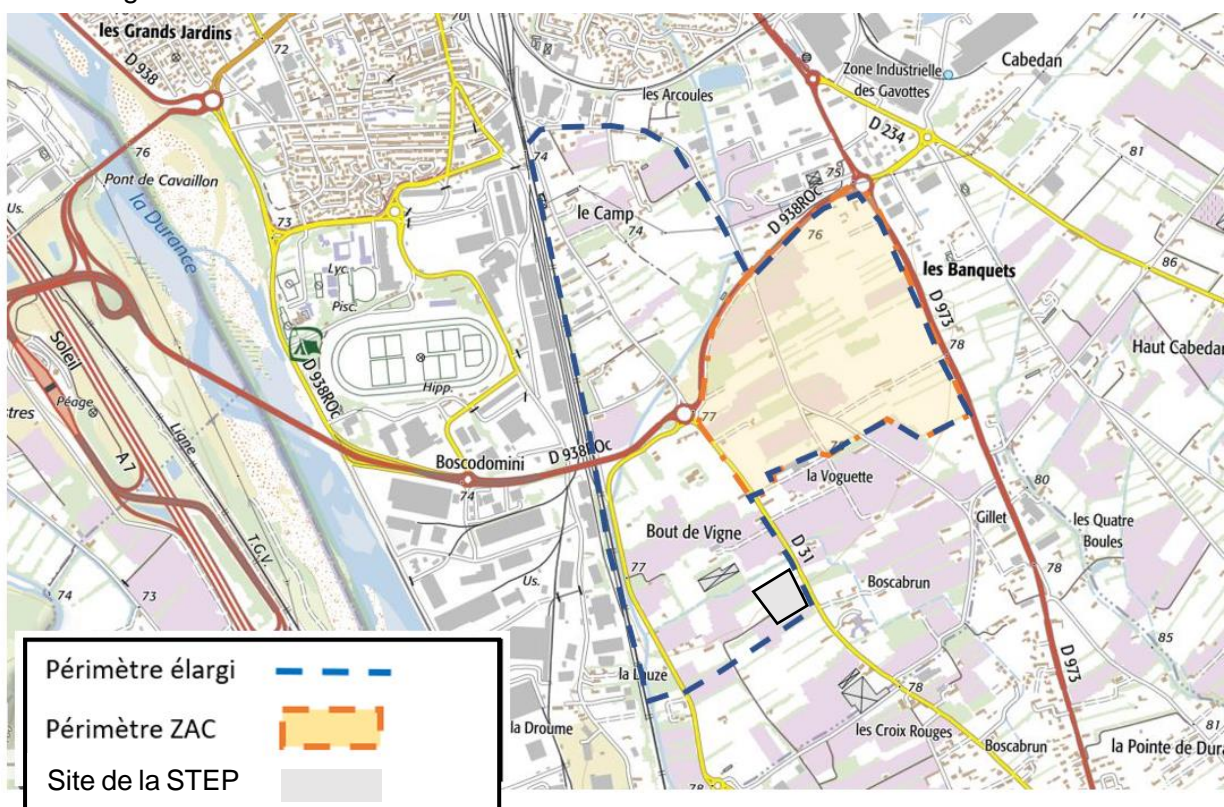 les Grands Jardins
D 938
72
70
76
Pont de Cavaillon
Us.
la Durance
73
Lyc.
Pisc.
Hipp.
D 938ROc
Soleil
Péage
A 7
Ligne
T.G.V.
Boscodomini
74
D 938ROc
Us.
74
73
les Arcoules
Zone Industrielle
des Gavottes
Cabedan
D 234
81
74
le Camp
74
75
D 938ROc
76
les Banquets
86
D 973
78
Haut Cabedan
77
la Voguette
Bout de Vigne
D 31
77
Boscabrun
Gillet
80
les Quatre
Boules
78
85
la Lauze
la Droume
78
les Croix Rouges
D 973
Boscabrun
81
la Pointe de Dura
78
Périmètre élargi
Périmètre ZAC
Site de la STEP